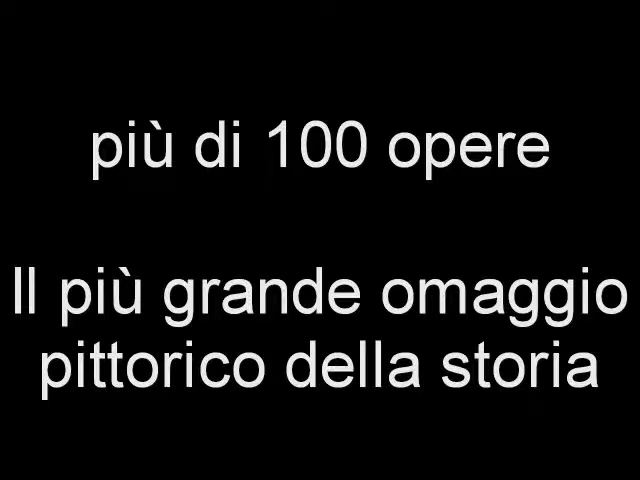 più di 100 opere
Il più grande omaggio
pittorico della storia